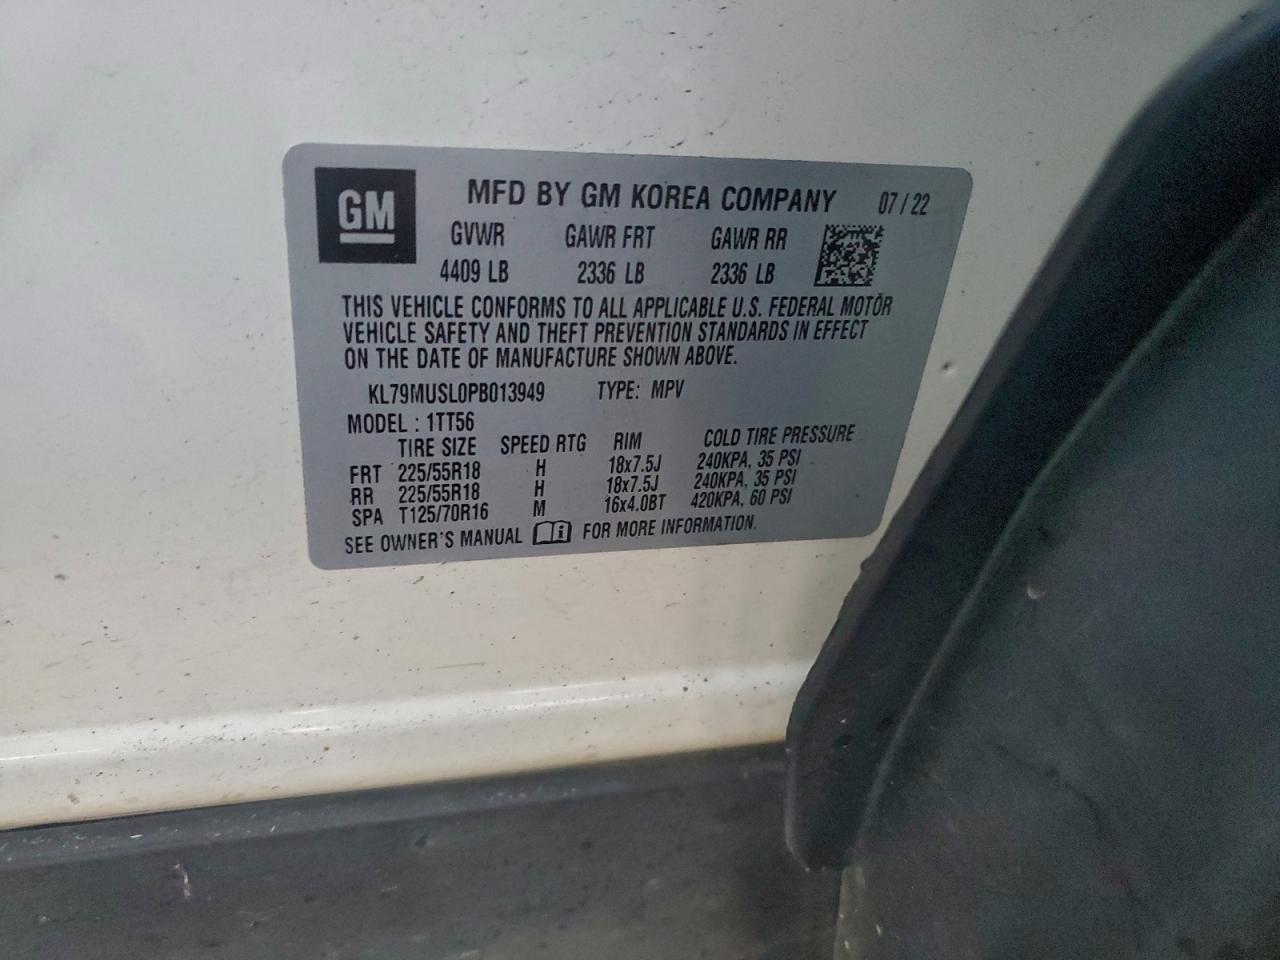 GM
MFD BY GM KOREA COMPANY 07 / 22
GVWR GAWR FRT GAWR RR
4409 LB 2336 LB 2336 LB
THIS VEHICLE CONFORMS TO ALL APPLICABLE U.S. FEDERAL MOTOR
VEHICLE SAFETY AND THEFT PREVENTION STANDARDS IN EFFECT
ON THE DATE OF MANUFACTURE SHOWN ABOVE.
KL79MUSL0PB013949 TYPE: MPV
MODEL : 1TT56
TIRE SIZE SPEED RTG RIM COLD TIRE PRESSURE
FRT 225/55R18 H 18x7.5J 240KPA, 35 PSI
RR 225/55R18 H 18x7.5J 240KPA, 35 PSI
SPA T125/70R16 M 16x4.0BT 420KPA, 60 PSI
SEE OWNER'S MANUAL FOR MORE INFORMATION.